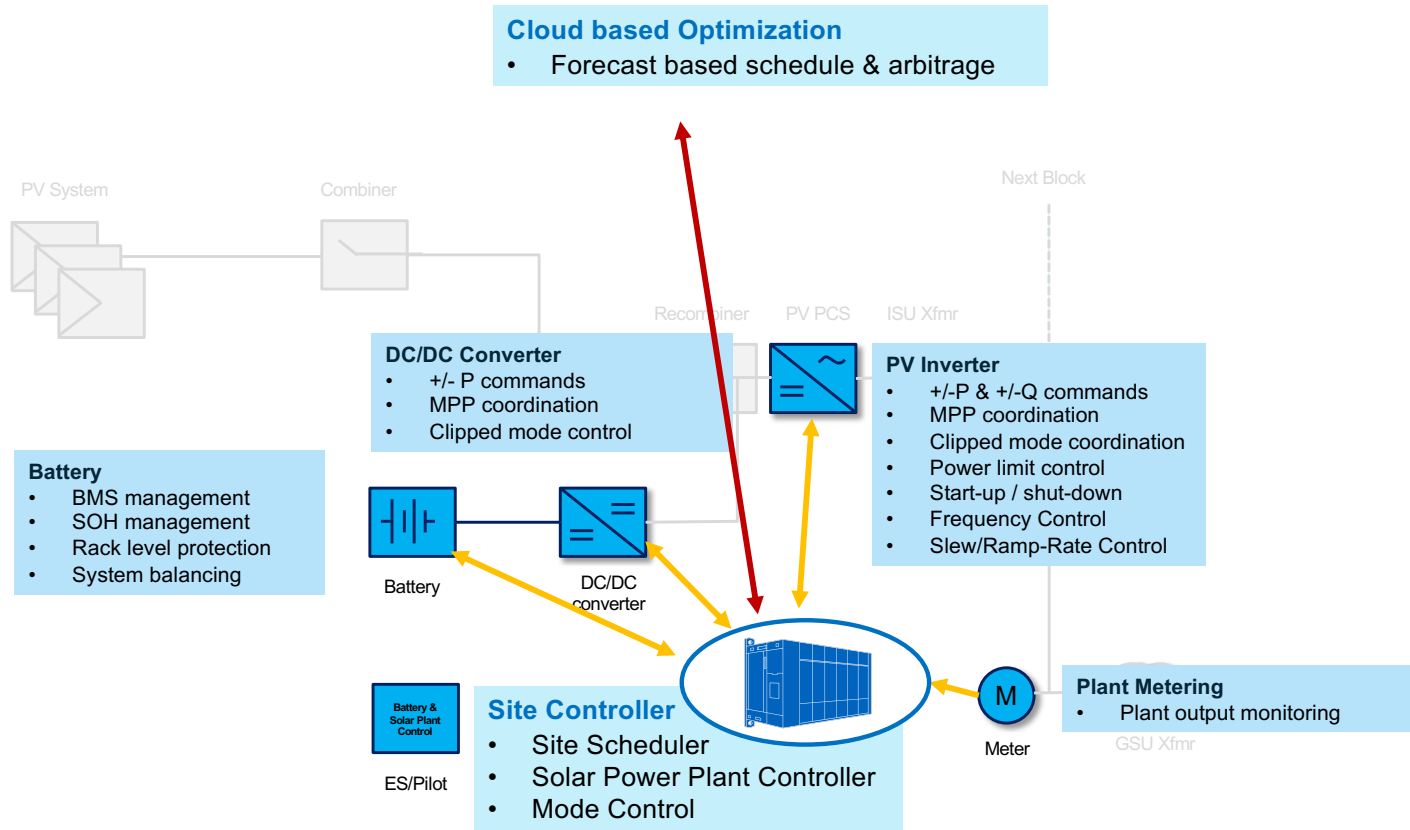 Cloud based Optimization
• Forecast based schedule & arbitrage
PV System
Combiner
Next Block
Recombiner
PV PCS
ISU Xfmr
DC/DC Converter
• +/- P commands
• MPP coordination
• Clipped mode control
PV Inverter
• +/-P & +/-Q commands
• MPP coordination
• Clipped mode coordination
• Power limit control
• Start-up / shut-down
• Frequency Control
• Slew/Ramp-Rate Control
Battery
• BMS management
• SOH management
• Rack level protection
• System balancing
Battery
DC/DC
converter
Battery &
Solar Plant
Control
ES/Pilot
Site Controller
• Site Scheduler
• Solar Power Plant Controller
• Mode Control
M
Meter
Plant Metering
• Plant output monitoring
GSU Xfmr